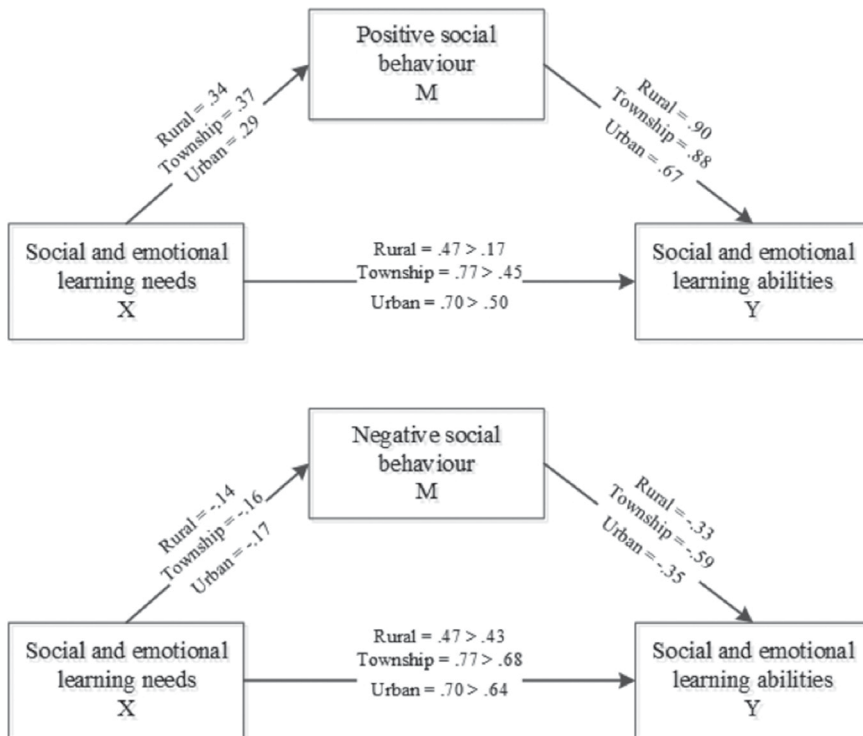 Positive social
behaviour
M
Rural = .34
Township = .37
Urban = .29
Rural = .90
Township = .88
Urban = .67
Social and emotional
learning needs
X
Rural = .47 > .17
Township = .77 > .45
Urban = .70 > .50
Social and emotional
learning abilities
Y
Negative social
behaviour
M
Rural = -.14
Township = -.16
Urban = -.17
Rural = -.33
Township = -.59
Urban = -.35
Social and emotional
learning needs
X
Rural = .47 > .43
Township = .77 > .68
Urban = .70 > .64
Social and emotional
learning abilities
Y